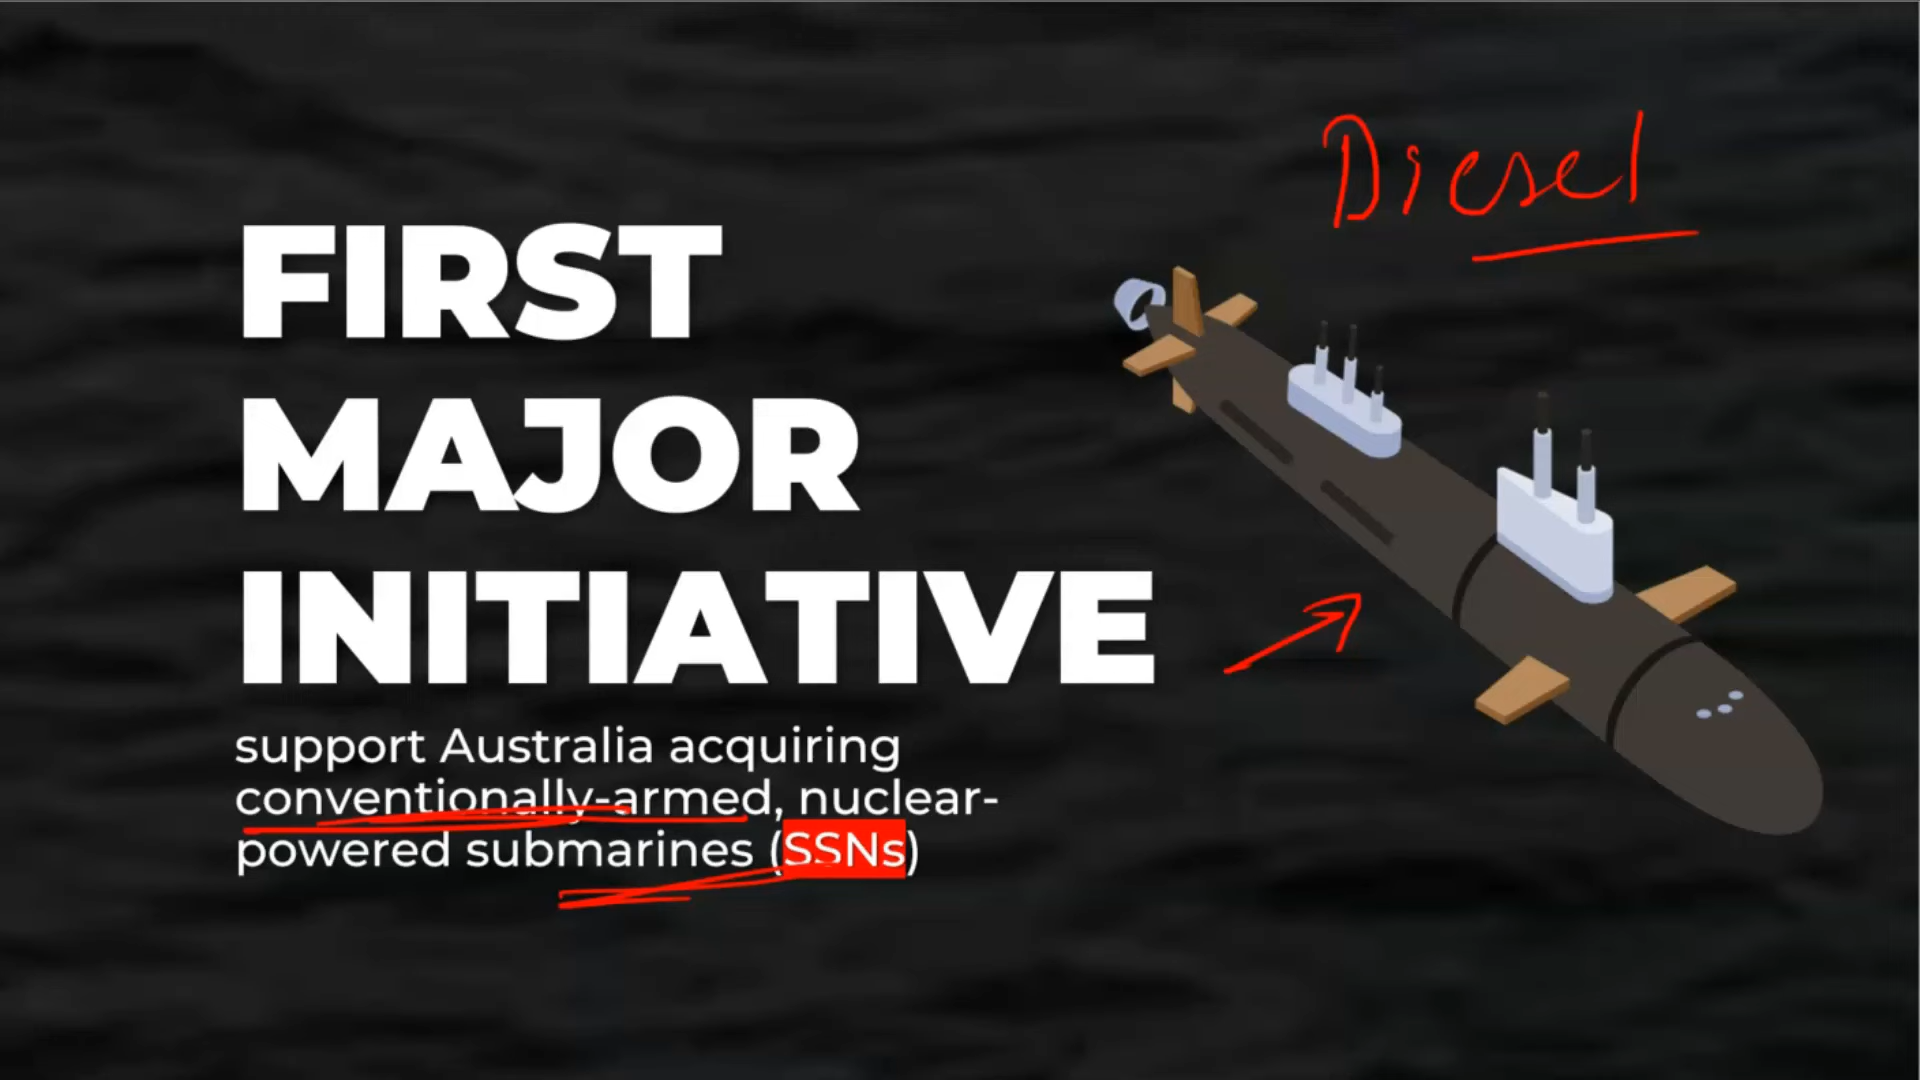 Diesel
FIRST
MAJOR
INITIATIVE
support Australia acquiring
conventionally-armed, nuclear-
powered submarines (SSNs)